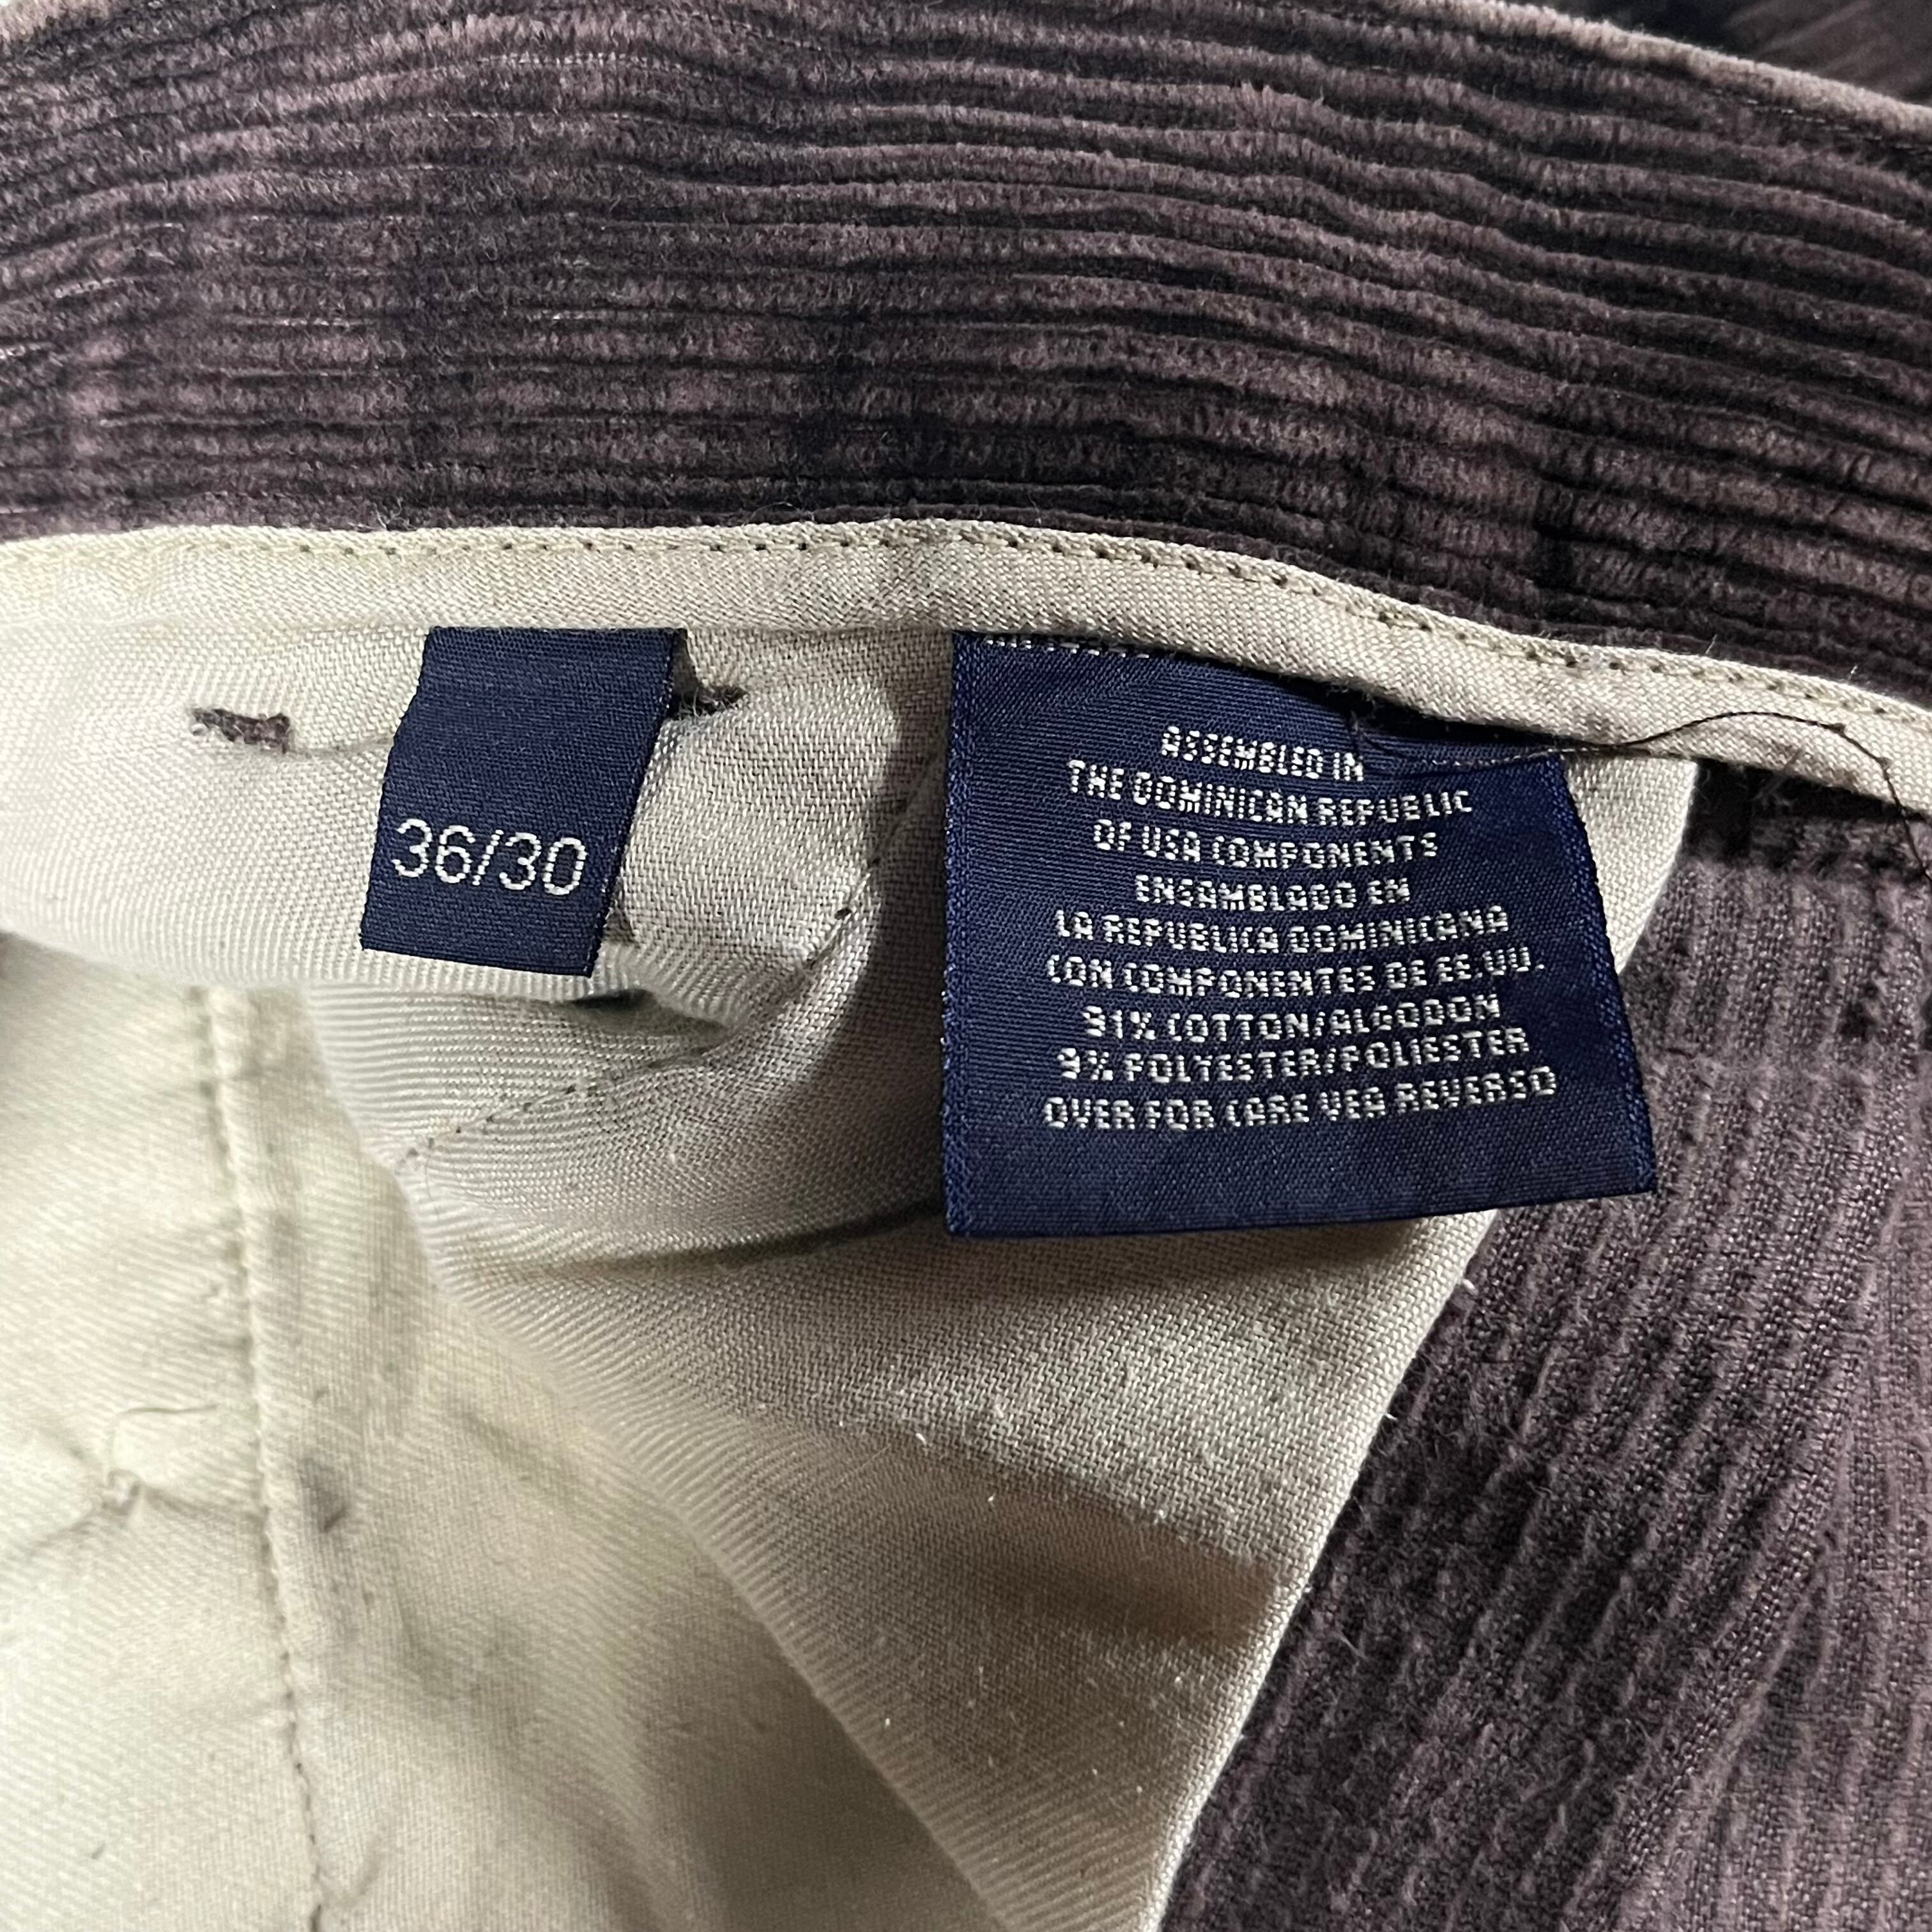 36/30
ASSEMBLED IN
THE DOMINICAN REPUBLIC
OF USA COMPONENTS
ENSAMBLADO EN
LA REPUBLICA DOMINICANA
CON COMPONENTES DE EE.UU.
91% COTTON/ALGODON
9% POLYESTER/POLIESTER
OVER FOR CARE VEA REVERSO